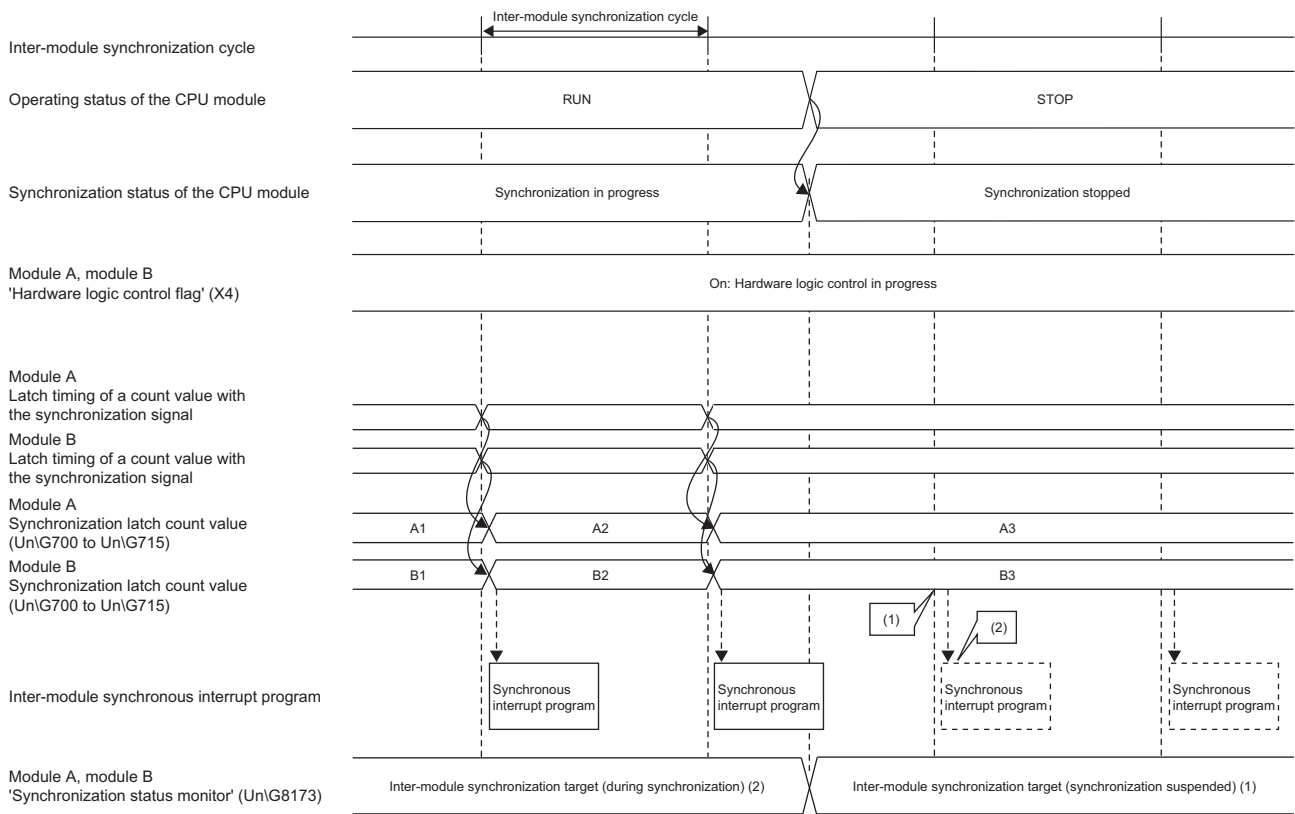 Inter-module synchronization cycle
Inter-module synchronization cycle
Operating status of the CPU module
RUN
STOP
Synchronization status of the CPU module
Synchronization in progress
Synchronization stopped
Module A, module B
'Hardware logic control flag' (X4)
On: Hardware logic control in progress
Module A
Latch timing of a count value with
the synchronization signal
Module B
Latch timing of a count value with
the synchronization signal
Module A
Synchronization latch count value
(Un\G700 to Un\G715)
A1
A2
A3
Module B
Synchronization latch count value
(Un\G700 to Un\G715)
B1
B2
B3
(1)
(2)
Inter-module synchronous interrupt program
Synchronous
interrupt program
Synchronous
interrupt program
Synchronous
interrupt program
Synchronous
interrupt program
Module A, module B
'Synchronization status monitor' (Un\G8173)
Inter-module synchronization target (during synchronization) (2)
Inter-module synchronization target (synchronization suspended) (1)